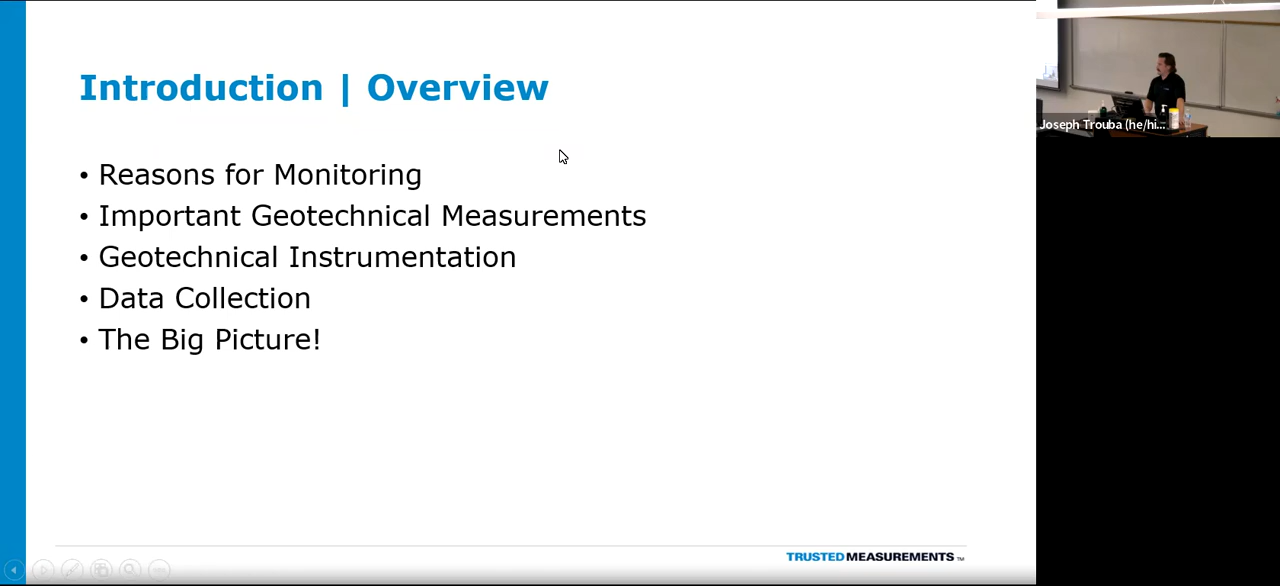 Introduction | Overview
• Reasons for Monitoring
• Important Geotechnical Measurements
• Geotechnical Instrumentation
• Data Collection
• The Big Picture!
TRUSTED MEASUREMENTS ™
Joseph Trouba (he/hi...